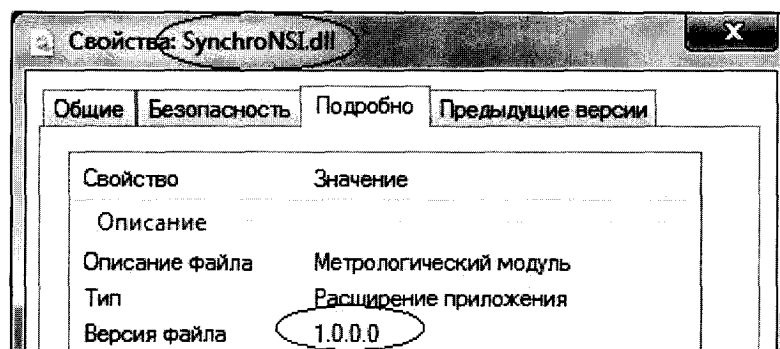 Свойства: SynchroNSI.dll
Общие Безопасность Подробно Предыдущие версии
Свойство Значение
Описание
Описание файла Метрологический модуль
Тип Расширение приложения
Версия файла 1.0.0.0